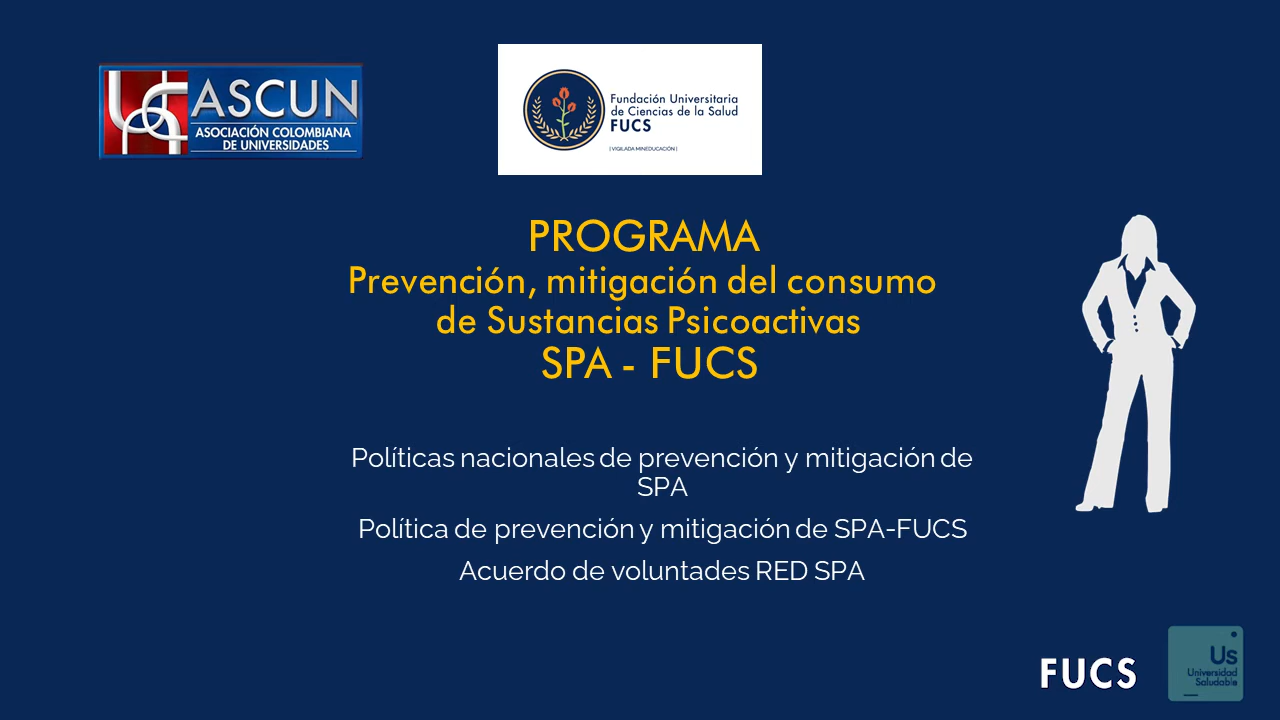 ASCUN
ASOCIACIÓN COLOMBIANA
DE UNIVERSIDADES
Fundación Universitaria
de Ciencias de la Salud
FUCS
| VIGILADA MINEDUCACIÓN |
PROGRAMA
Prevención, mitigación del consumo
de Sustancias Psicoactivas
SPA - FUCS
Políticas nacionales de prevención y mitigación de
SPA
Política de prevención y mitigación de SPA-FUCS
Acuerdo de voluntades RED SPA
FUCS
Us
Universidad
Saludable